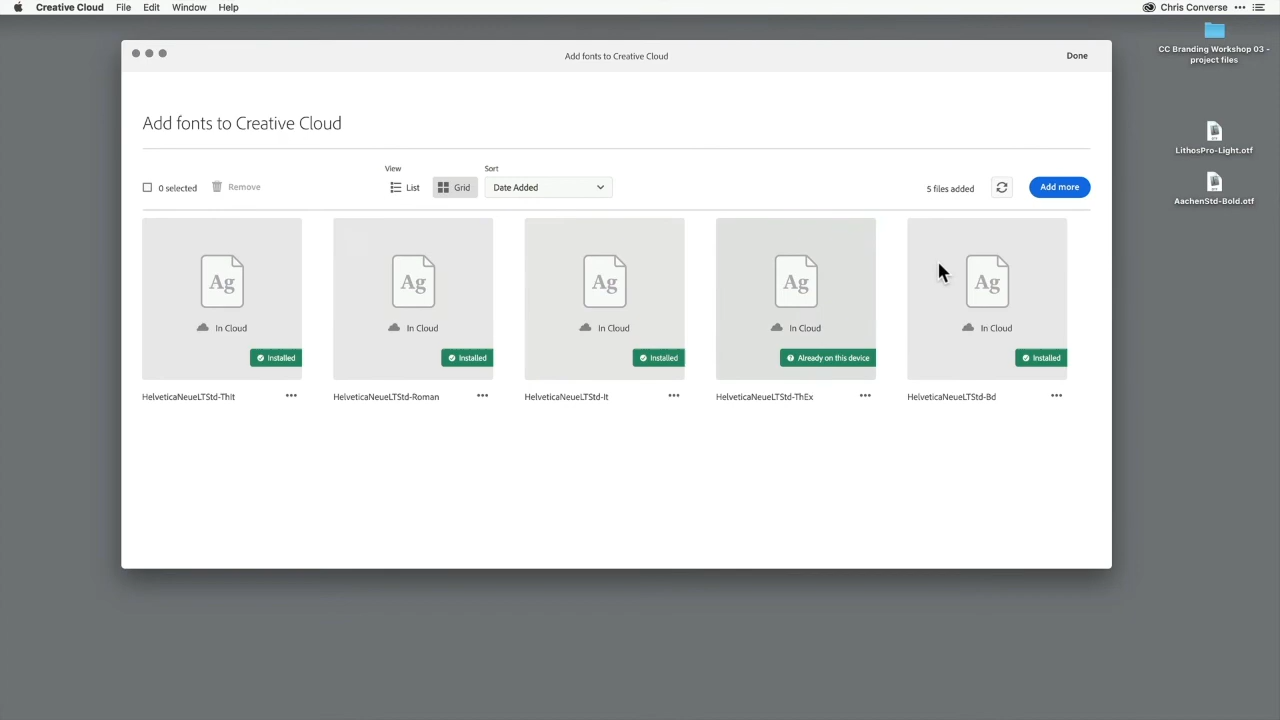 Creative Cloud File Edit Window Help
Chris Converse
Add fonts to Creative Cloud
Done
CC Branding Workshop 03 -
project files
Add fonts to Creative Cloud
LithosPro-Light.otf
View
Sort
0 selected
Remove
List
Grid
Date Added
5 files added
Add more
AachenStd-Bold.otf
Ag
Ag
Ag
Ag
Ag
In Cloud
In Cloud
In Cloud
In Cloud
In Cloud
Installed
Installed
Installed
Already on this device
Installed
HelveticaNeueLTStd-ThIt
HelveticaNeueLTStd-Roman
HelveticaNeueLTStd-It
HelveticaNeueLTStd-ThEx
HelveticaNeueLTStd-Bd